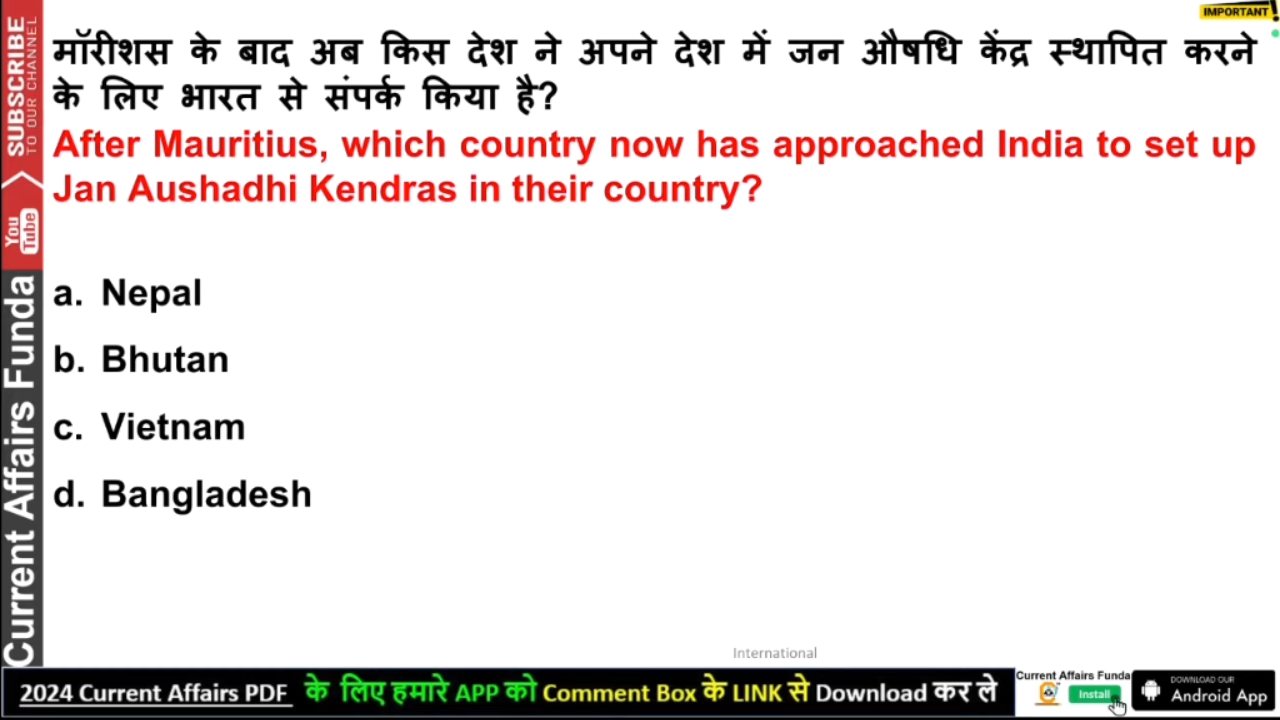 IMPORTANT!
मॉरीशस के बाद अब किस देश ने अपने देश में जन औषधि केंद्र स्थापित करने
के लिए भारत से संपर्क किया है?
After Mauritius, which country now has approached India to set up
Jan Aushadhi Kendras in their country?
a. Nepal
b. Bhutan
c. Vietnam
d. Bangladesh
SUBSCRIBE
TO OUR CHANNEL
You
Tube
Current Affairs Funda
International
2024 Current Affairs PDF के लिए हमारे APP को Comment Box के LINK से Download कर ले
Current Affairs Funda
Install
DOWNLOAD OUR
Android App